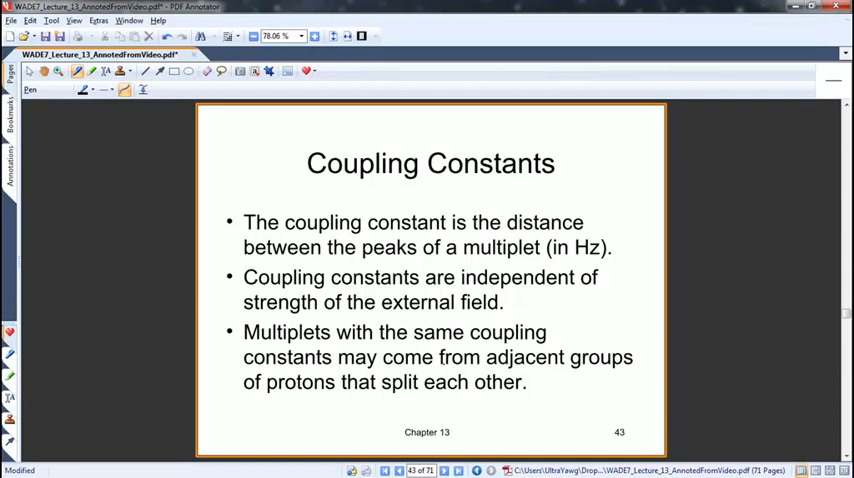 WADE7_Lecture_13_AnnotedFromVideo.pdf* - PDF Annotator
File Edit Tool View Extras Window Help
78.06 %
WADE7_Lecture_13_AnnotedFromVideo.pdf*
Pen
Pages
Bookmarks
Annotations
Coupling Constants
• The coupling constant is the distance
between the peaks of a multiplet (in Hz).
• Coupling constants are independent of
strength of the external field.
• Multiplets with the same coupling
constants may come from adjacent groups
of protons that split each other.
Chapter 13
43
Modified
43 of 71
C:\Users\UltraYawg\Drop...\WADE7_Lecture_13_AnnotedFromVideo.pdf (71 Pages)